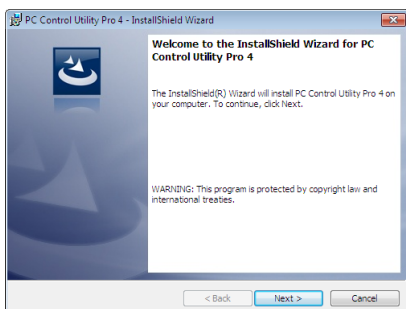 PC Control Utility Pro 4 - InstallShield Wizard
Welcome to the InstallShield Wizard for PC
Control Utility Pro 4
The InstallShield(R) Wizard will install PC Control Utility Pro 4 on
your computer. To continue, click Next.
WARNING: This program is protected by copyright law and
international treaties.
< Back
Next >
Cancel